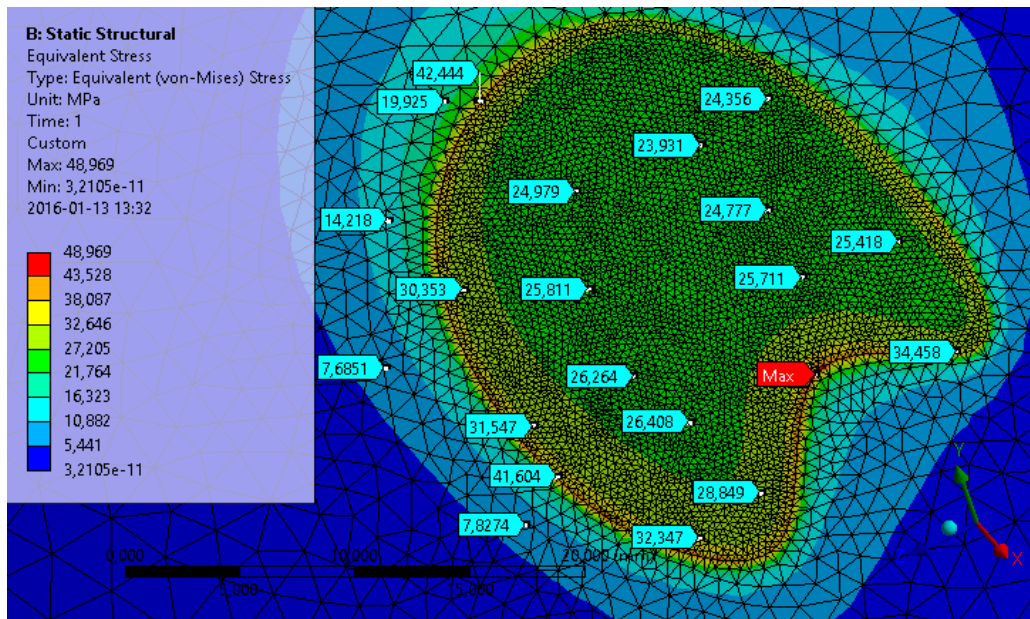 B: Static Structural
Equivalent Stress
Type: Equivalent (von-Mises) Stress
Unit: MPa
Time: 1
Custom
Max: 48,969
Min: 3,2105e-11
2016-01-13 13:32
48,969
43,528
38,087
32,646
27,205
21,764
16,323
10,882
5,441
3,2105e-11
42,444
19,925
24,356
23,931
24,979
24,777
14,218
25,418
25,711
30,353
25,811
34,458
7,6851
26,264
Max
31,547
26,408
41,604
28,849
7,8274
32,347
0,000
10,000
20,000 (mm)
5,000
15,000
Y
X